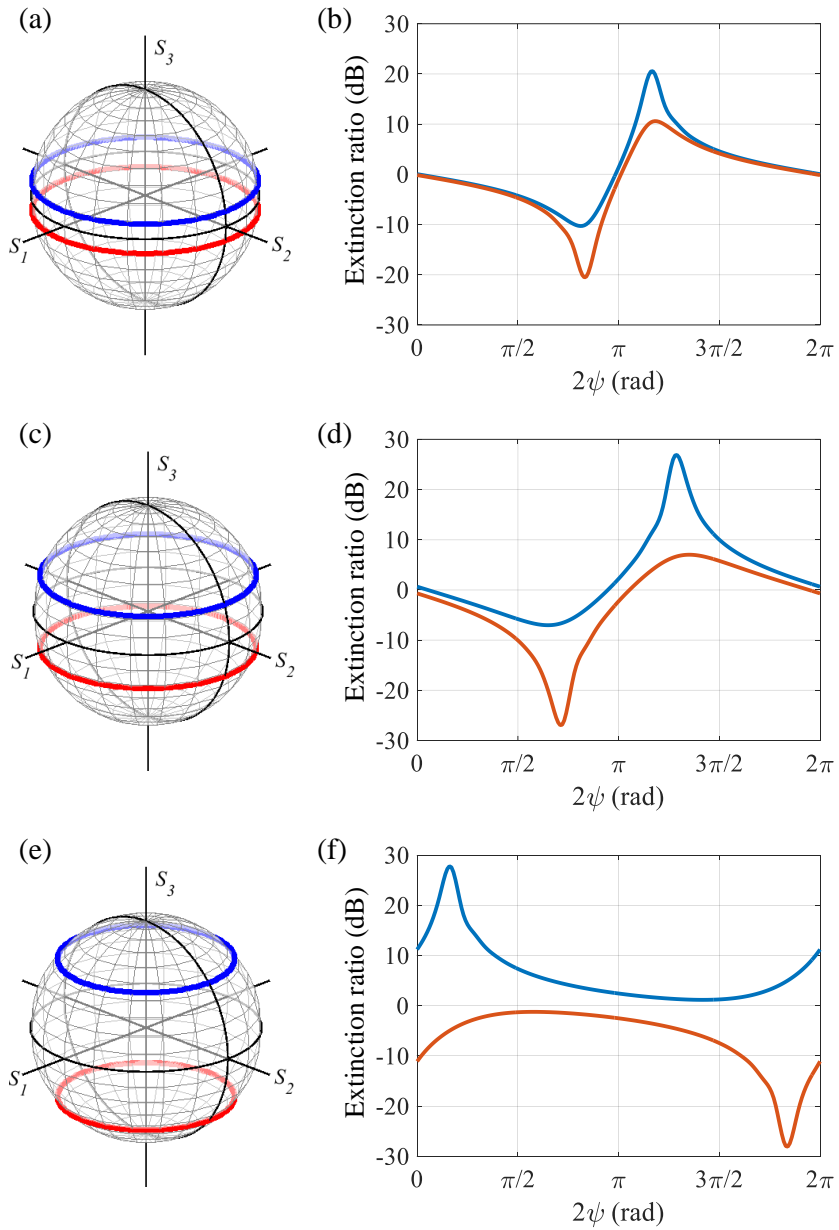 (a)
S3
S1
S2
(b)
Extinction ratio (dB)
30
20
10
0
-10
-20
-30
0
π/2
π
3π/2
2π
2ψ (rad)
(c)
S3
S1
S2
(d)
Extinction ratio (dB)
30
20
10
0
-10
-20
-30
0
π/2
π
3π/2
2π
2ψ (rad)
(e)
S3
S1
S2
(f)
Extinction ratio (dB)
30
20
10
0
-10
-20
-30
0
π/2
π
3π/2
2π
2ψ (rad)